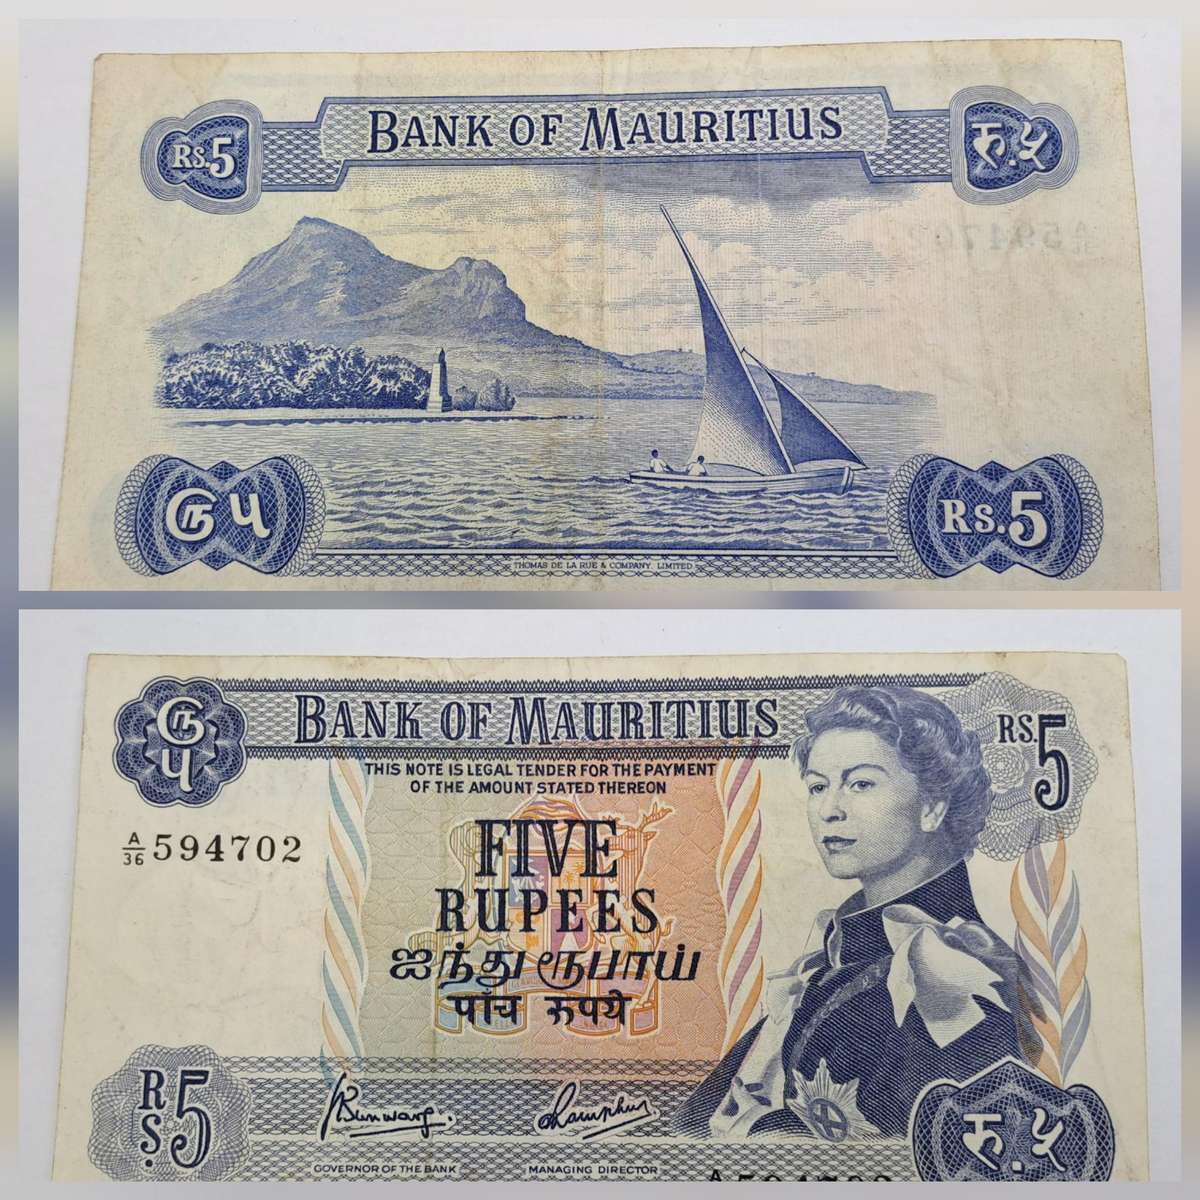 Rs.5
BANK OF MAURITIUS
रु.५
ரூ ५
Rs.5
THOMAS DE LA RUE & COMPANY, LIMITED
ரூ
५
BANK OF MAURITIUS
RS.5
THIS NOTE IS LEGAL TENDER FOR THE PAYMENT
OF THE AMOUNT STATED THEREON
A/36 594702
FIVE
RUPEES
ஐந்து ரூபாய்
पाँच रूपये
RS.5
रु.५
GOVERNOR OF THE BANK
MANAGING DIRECTOR